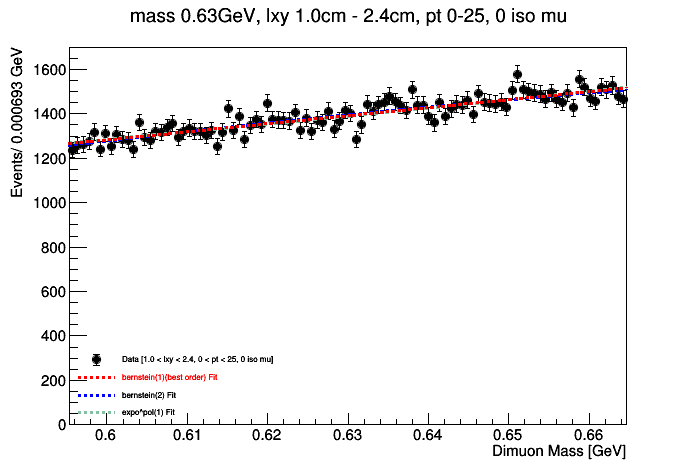 mass 0.63GeV, lxy 1.0cm - 2.4cm, pt 0-25, 0 iso mu
Events/ 0.000693 GeV
1600
1400
1200
1000
800
600
400
200
0
Data [1.0 < lxy < 2.4, 0 < pt < 25, 0 iso mu]
bernstein(1)(best order) Fit
bernstein(2) Fit
expo^pol(1) Fit
0.6 0.61 0.62 0.63 0.64 0.65 0.66
Dimuon Mass [GeV]